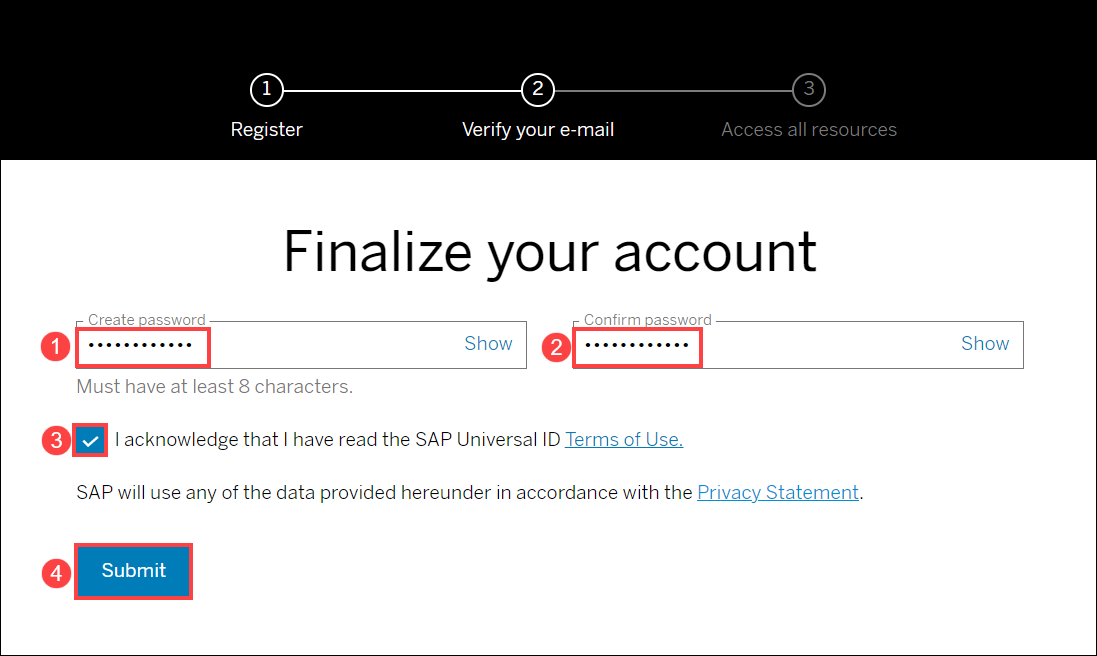 1 2 3
Register Verify your e-mail Access all resources
Finalize your account
Create password Confirm password
1 •••••••••••• Show 2 •••••••••••• Show
Must have at least 8 characters.
3 I acknowledge that I have read the SAP Universal ID Terms of Use.
SAP will use any of the data provided hereunder in accordance with the Privacy Statement.
4 Submit